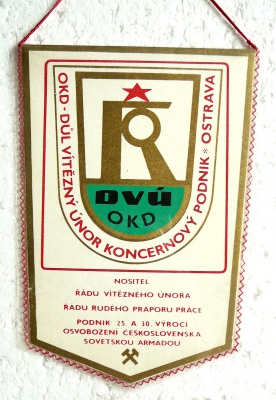 OKD - DŮL VÍTĚZNÝ ÚNOR KONCERNOVÝ PODNIK * OSTRAVA
DVÚ
OKD
NOSITEL
ŘÁDU VÍTĚZNÉHO ÚNORA
ŘÁDU RUDÉHO PRAPORU PRÁCE
PODNIK 25. A 30. VÝROČÍ
OSVOBOZENÍ ČESKOSLOVENSKA
SOVĚTSKOU ARMÁDOU